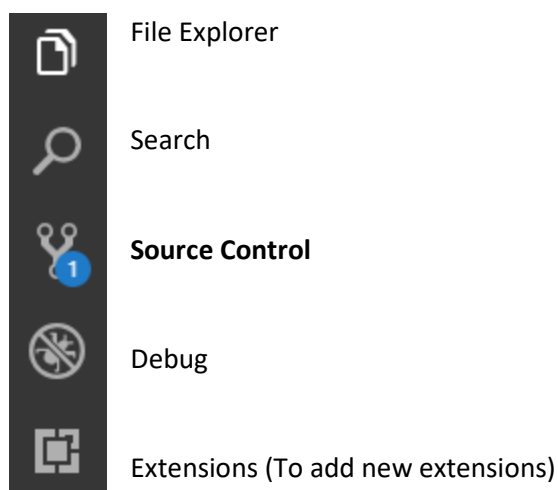 File Explorer
Search
Source Control
1
Debug
Extensions (To add new extensions)